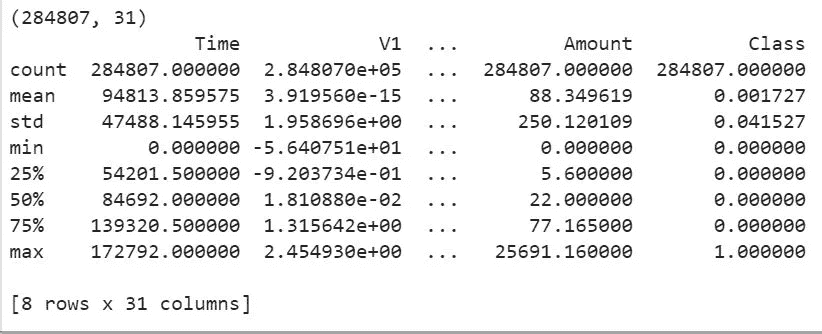 (284807, 31)
Time V1 ... Amount Class
count 284807.000000 2.848070e+05 ... 284807.000000 284807.000000
mean 94813.859575 3.919560e-15 ... 88.349619 0.001727
std 47488.145955 1.958696e+00 ... 250.120109 0.041527
min 0.000000 -5.640751e+01 ... 0.000000 0.000000
25% 54201.500000 -9.203734e-01 ... 5.600000 0.000000
50% 84692.000000 1.810880e-02 ... 22.000000 0.000000
75% 139320.500000 1.315642e+00 ... 77.165000 0.000000
max 172792.000000 2.454930e+00 ... 25691.160000 1.000000
[8 rows x 31 columns]